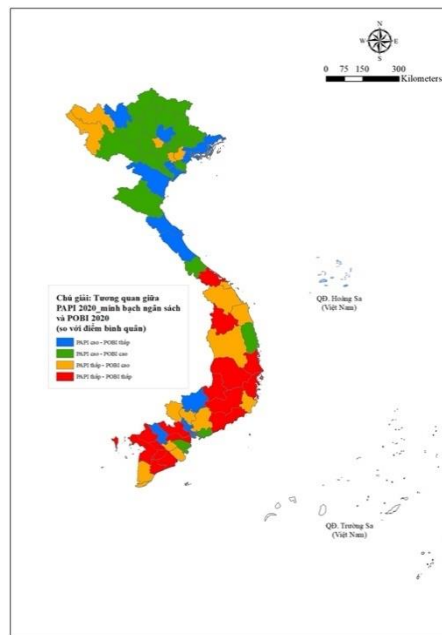 N
W E
S
0 75 150 300
Kilometers
QĐ. Hoàng Sa
(Việt Nam)
Chú giải: Tương quan giữa
PAPI 2020_minh bạch ngân sách
và POBI 2020
(so với điểm bình quân)
PAPI cao - POBI thấp
PAPI cao - POBI cao
PAPI thấp - POBI cao
PAPI thấp - POBI thấp
QĐ. Trường Sa
(Việt Nam)